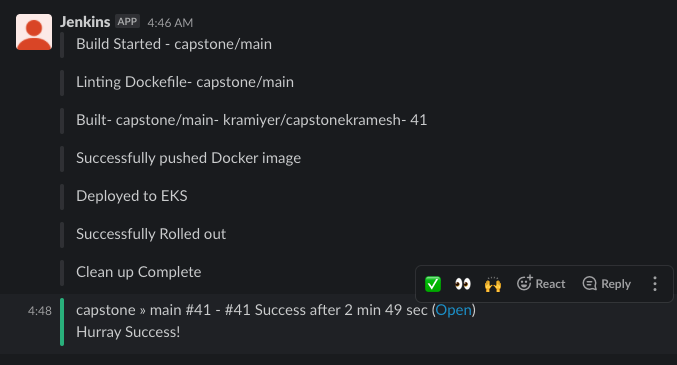 Jenkins APP 4:46 AM
Build Started - capstone/main
Linting Dockefile- capstone/main
Built- capstone/main- kramiyer/capstonekramesh- 41
Successfully pushed Docker image
Deployed to EKS
Successfully Rolled out
Clean up Complete
React Reply
4:48 capstone » main #41 - #41 Success after 2 min 49 sec (Open)
Hurray Success!